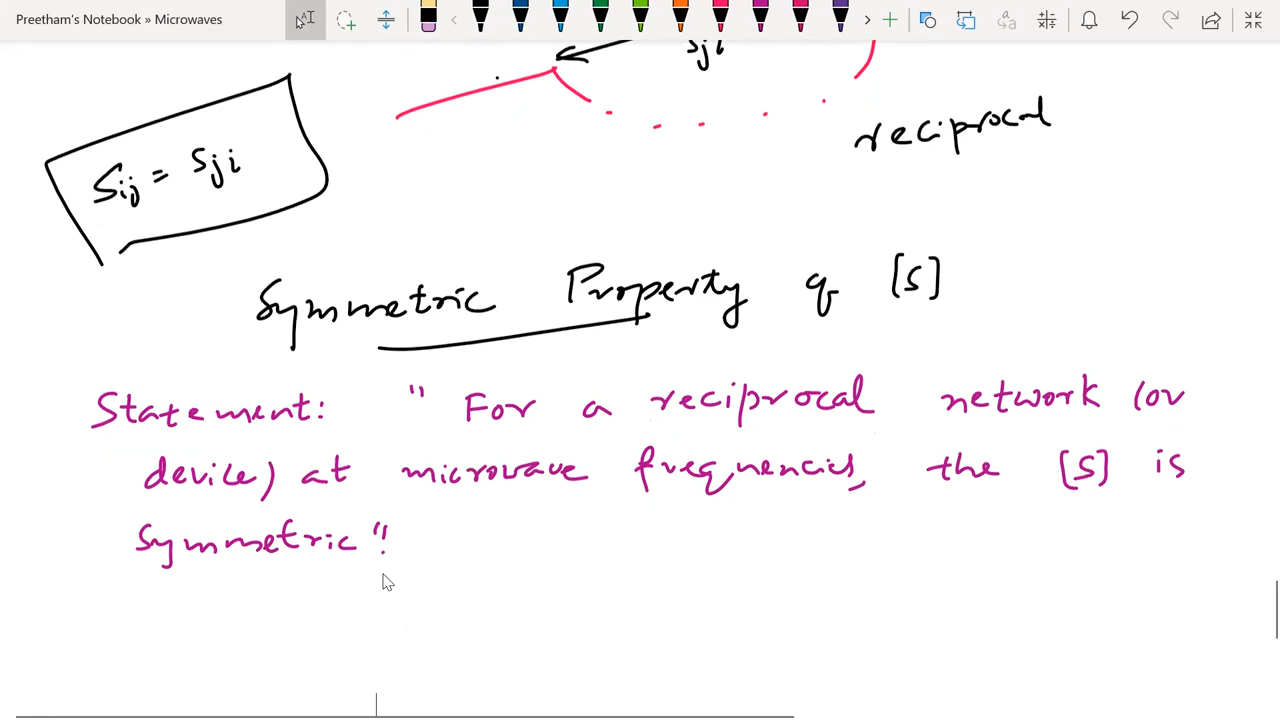 Preetham's Notebook » Microwaves
Sji
reciprocal
Sij = Sji
Symmetric Property of [S]
Statement: " For a reciprocal network (or
device) at microwave frequencies, the [S] is
Symmetric".